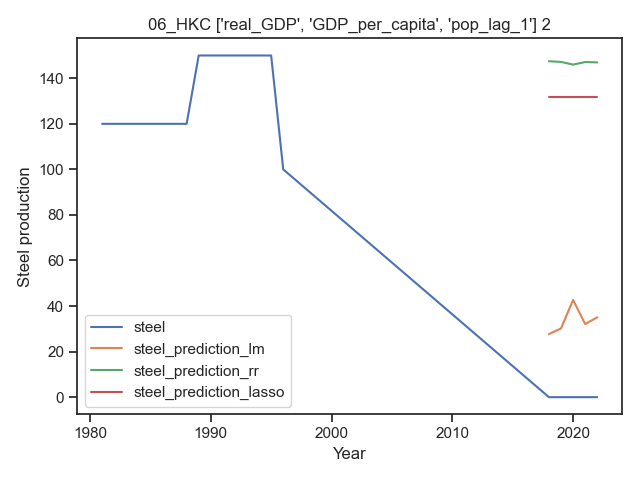 06_HKC ['real_GDP', 'GDP_per_capita', 'pop_lag_1'] 2
Steel production
140
120
100
80
60
40
20
0
steel
steel_prediction_lm
steel_prediction_rr
steel_prediction_lasso
1980
1990
2000
2010
2020
Year